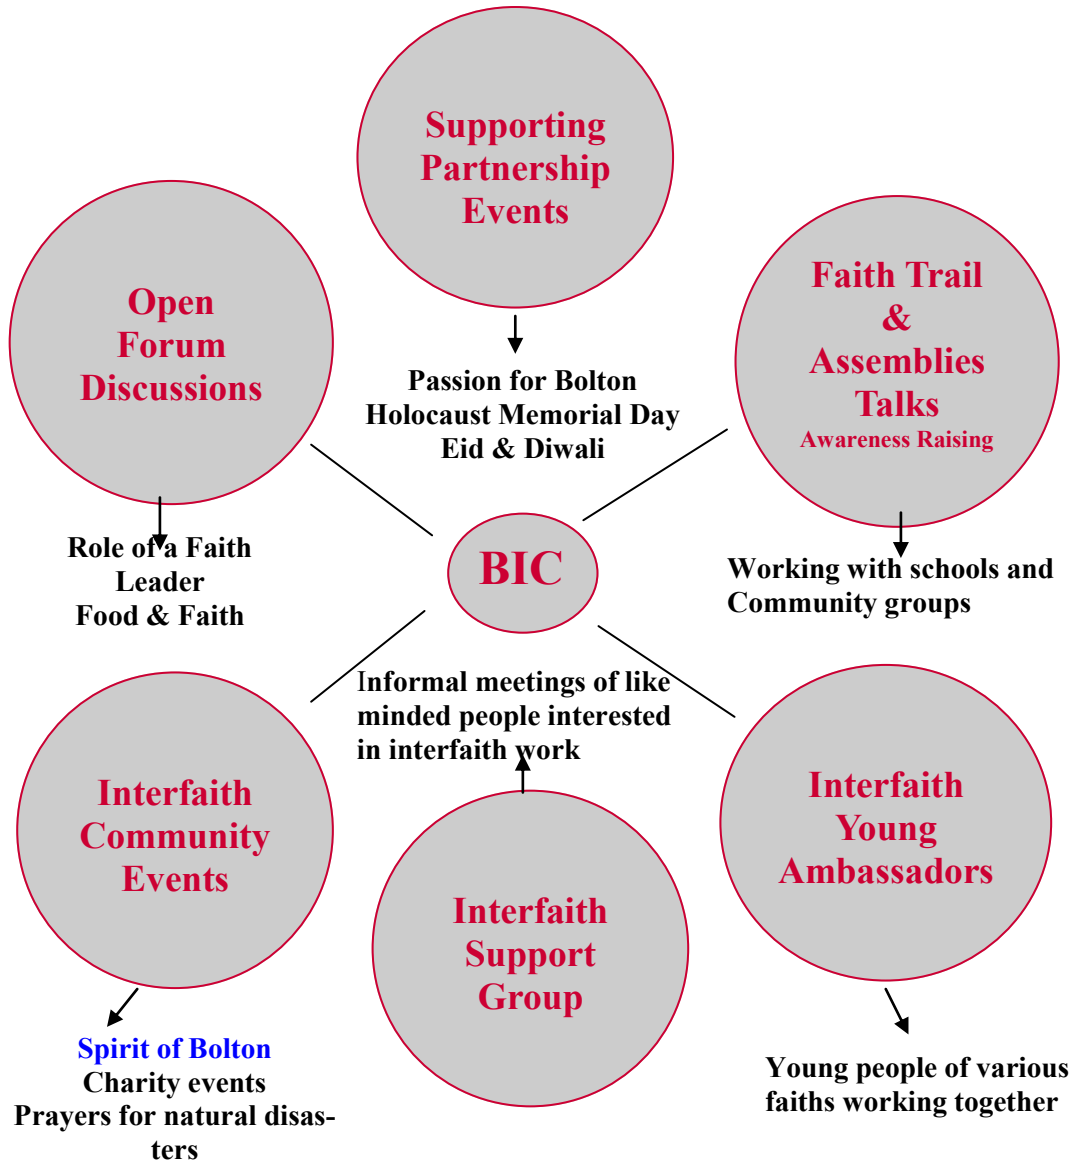 Supporting
Partnership
Events
Passion for Bolton
Holocaust Memorial Day
Eid & Diwali
Open
Forum
Discussions
Role of a Faith
Leader
Food & Faith
Faith Trail
&
Assemblies
Talks
Awareness Raising
Working with schools and
Community groups
BIC
Informal meetings of like
minded people interested
in interfaith work
Interfaith
Community
Events
Spirit of Bolton
Charity events
Prayers for natural disas-
ters
Interfaith
Support
Group
Interfaith
Young
Ambassadors
Young people of various
faiths working together